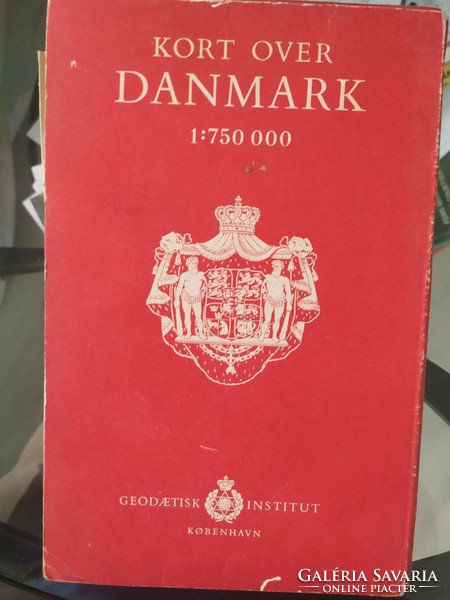 KORT OVER
DANMARK
1:750 000
GEODÆTISK INSTITUT
KØBENHAVN
GALÉRIA SAVARIA
ONLINE PIACTÉR